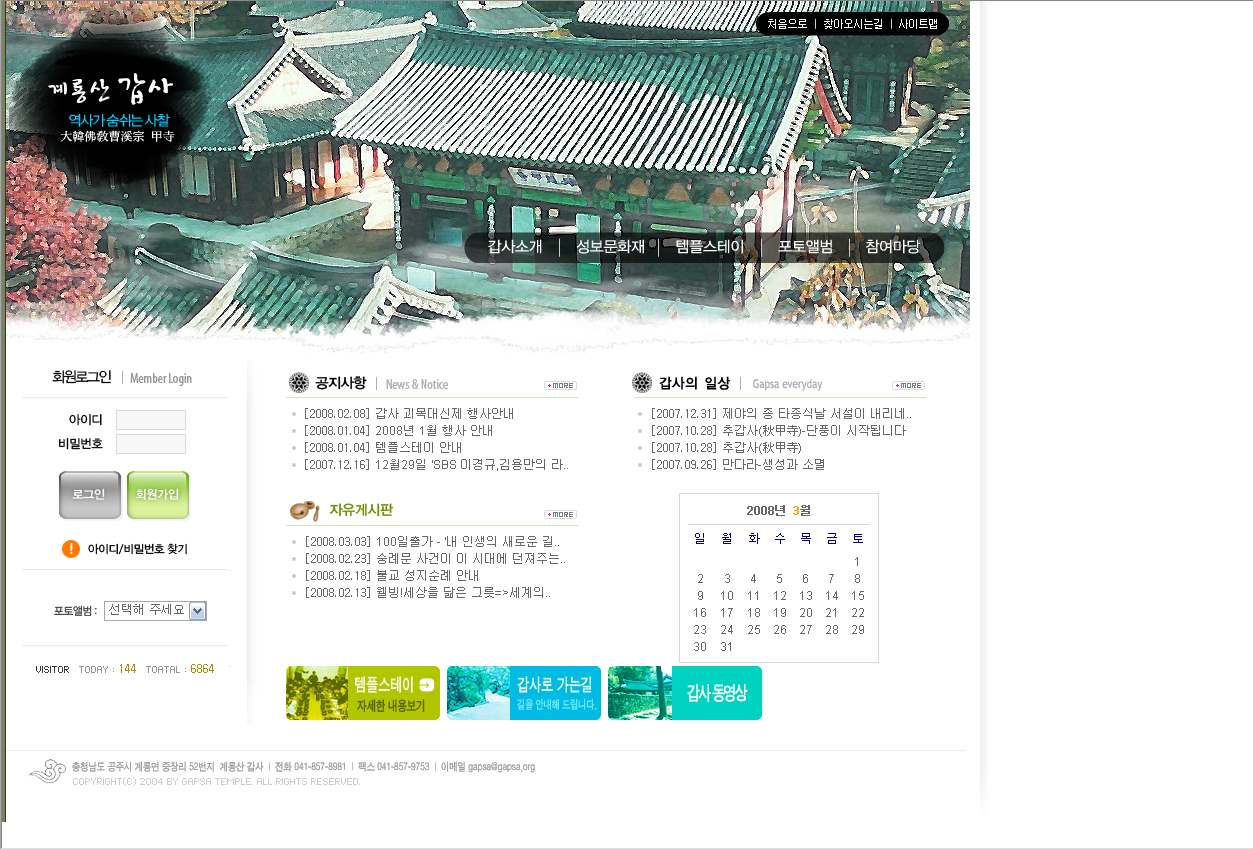 처음으로 | 찾아오시는길 | 사이트맵
계룡산 갑사
역사가 숨쉬는 사찰
大韓佛敎曹溪宗 甲寺
갑사소개 | 성보문화재 | 템플스테이 | 포토앨범 | 참여마당
회원로그인 | Member Login
아이디
비밀번호
로그인 회원가입
아이디/비밀번호 찾기
포토앨범 : 선택해 주세요
VISITOR TODAY : 144 TOATAL : 6864
공지사항 | News & Notice +MORE
[2008.02.08] 갑사 괴목대신제 행사안내
[2008.01.04] 2008년 1월 행사 안내
[2008.01.04] 템플스테이 안내
[2007.12.16] 12월29일 'SBS 이경규,김용만의 라..
갑사의 일상 | Gapsa everyday +MORE
[2007.12.31] 제야의 종 타종식날 서설이 내리네..
[2007.10.28] 추갑사(秋甲寺)-단풍이 시작됩니다
[2007.10.28] 추갑사(秋甲寺)
[2007.09.26] 만다라-생성과 소멸
자유게시판 +MORE
[2008.03.03] 100일출가 - '내 인생의 새로운 길..
[2008.02.23] 숭례문 사건이 이 시대에 던져주는..
[2008.02.18] 불교 성지순례 안내
[2008.02.13] 웰빙!세상을 닮은 그릇=>세계의..
2008년 3월
일 월 화 수 목 금 토
1
2 3 4 5 6 7 8
9 10 11 12 13 14 15
16 17 18 19 20 21 22
23 24 25 26 27 28 29
30 31
템플스테이
자세한 내용보기
갑사로 가는길
길을 안내해 드립니다.
갑사 동영상
충청남도 공주시 계룡면 중장리 52번지 계룡산 갑사 | 전화 041-857-8981 | 팩스 041-857-9753 | 이메일 gapsa@gapsa.org
COPYRIGHT(C) 2004 BY GAPSA TEMPLE. ALL RIGHTS RESERVED.